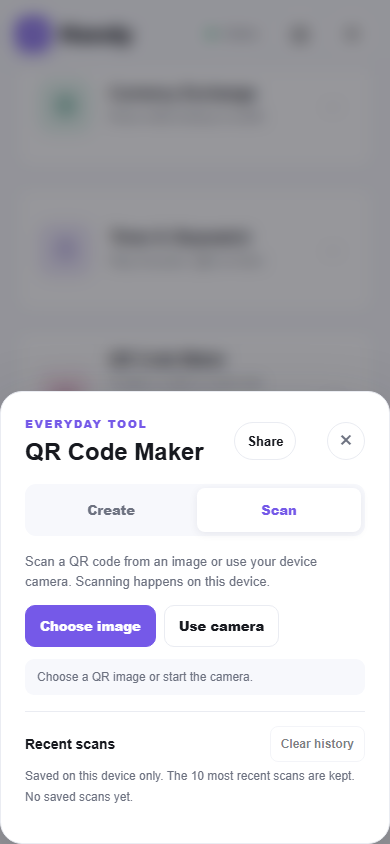 EVERYDAY TOOL
QR Code Maker
Share
Create
Scan
Scan a QR code from an image or use your device
camera. Scanning happens on this device.
Choose image
Use camera
Choose a QR image or start the camera.
Recent scans
Clear history
Saved on this device only. The 10 most recent scans are kept.
No saved scans yet.